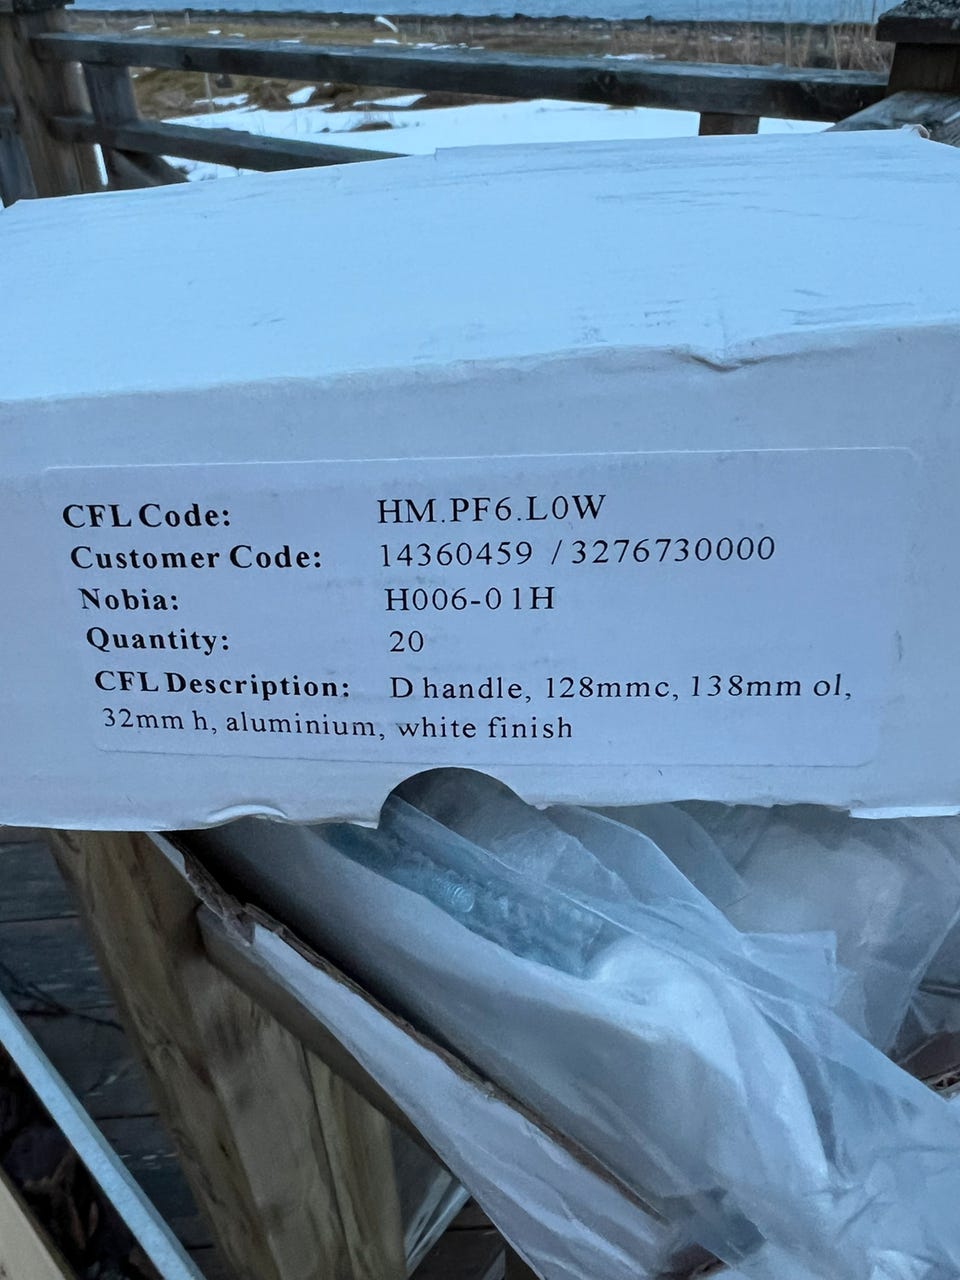 CFL Code: HM.PF6.L0W
Customer Code: 14360459 / 3276730000
Nobia: H006-01H
Quantity: 20
CFL Description: D handle, 128mmc, 138mm ol,
32mm h, aluminium, white finish